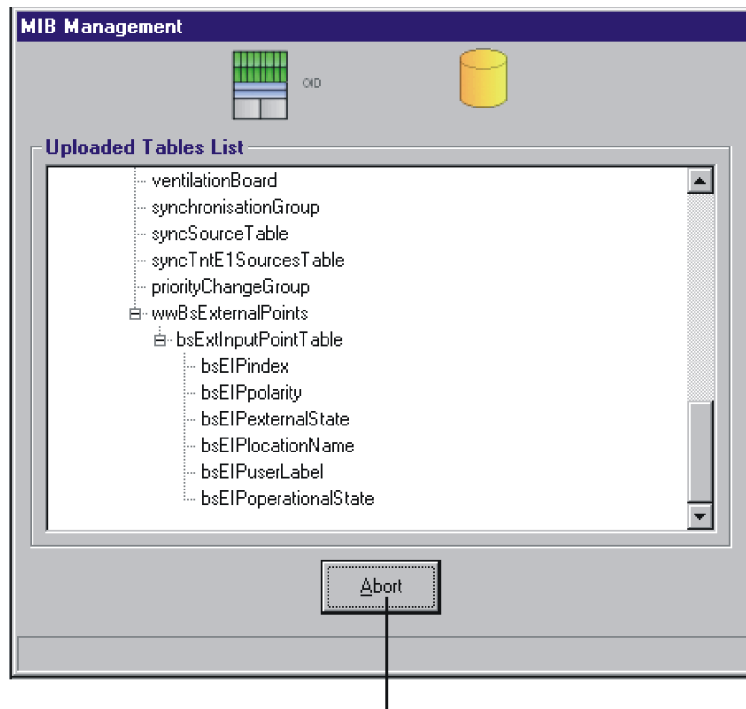 MIB Management
OID
Uploaded Tables List
ventilationBoard
synchronisationGroup
syncSourceTable
syncTntE1SourcesTable
priorityChangeGroup
wwBsExternalPoints
bsExtInputPointTable
bsEIPindex
bsEIPpolarity
bsEIPexternalState
bsEIPlocationName
bsEIPuserLabel
bsEIPoperationalState
Abort